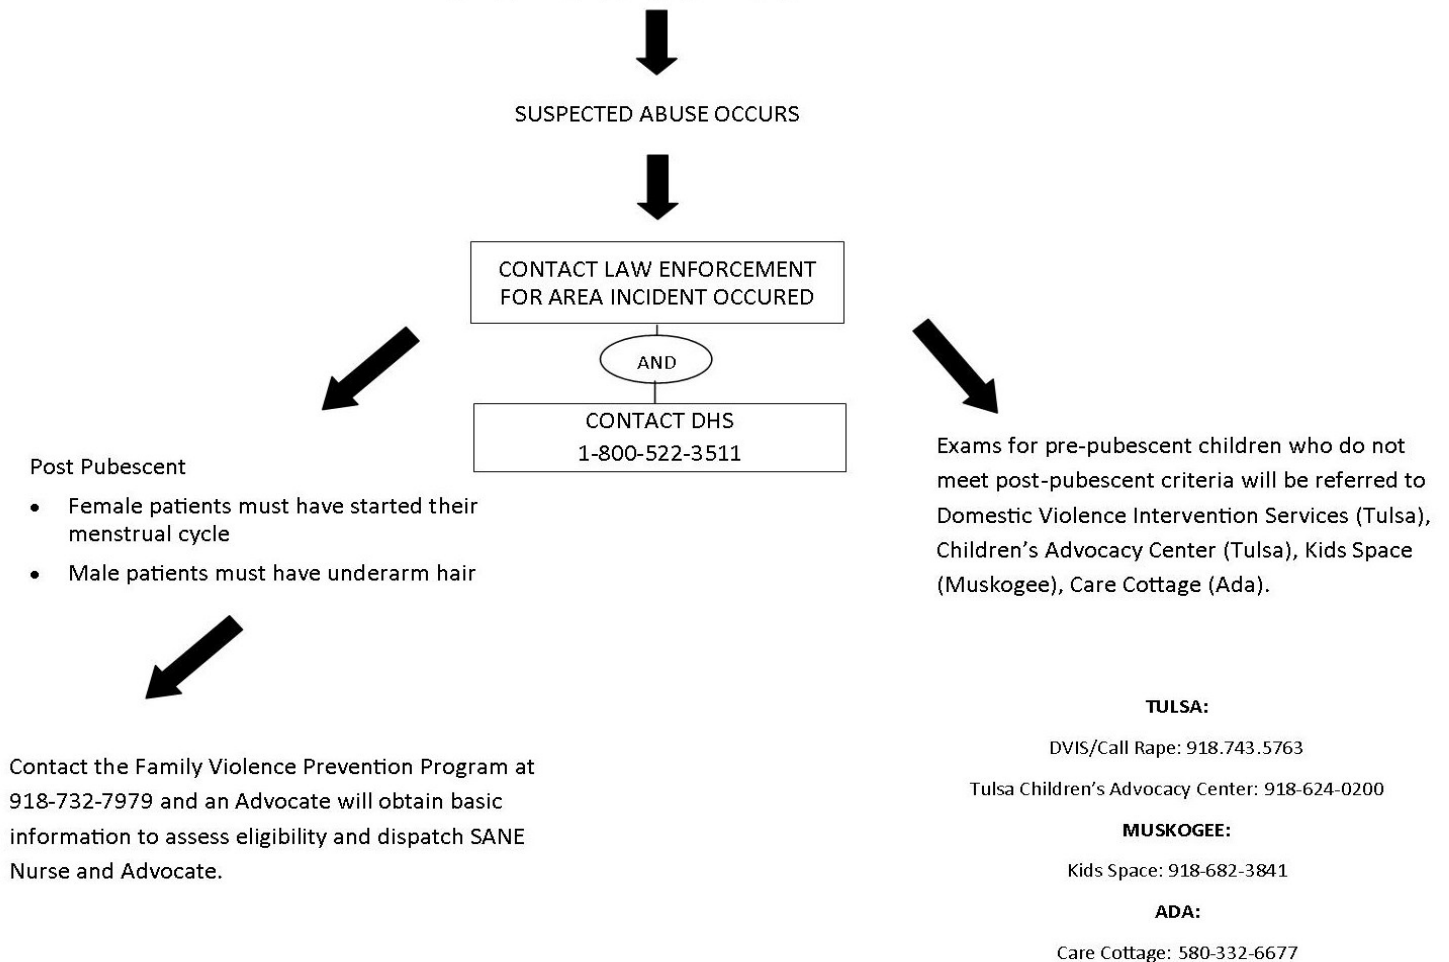 SUSPECTED ABUSE OCCURS
CONTACT LAW ENFORCEMENT
FOR AREA INCIDENT OCCURED
AND
CONTACT DHS
1-800-522-3511
Post Pubescent
• Female patients must have started their
menstrual cycle
• Male patients must have underarm hair
Contact the Family Violence Prevention Program at
918-732-7979 and an Advocate will obtain basic
information to assess eligibility and dispatch SANE
Nurse and Advocate.
Exams for pre-pubescent children who do not
meet post-pubescent criteria will be referred to
Domestic Violence Intervention Services (Tulsa),
Children’s Advocacy Center (Tulsa), Kids Space
(Muskogee), Care Cottage (Ada).
TULSA:
DVIS/Call Rape: 918.743.5763
Tulsa Children’s Advocacy Center: 918-624-0200
MUSKOGEE:
Kids Space: 918-682-3841
ADA:
Care Cottage: 580-332-6677